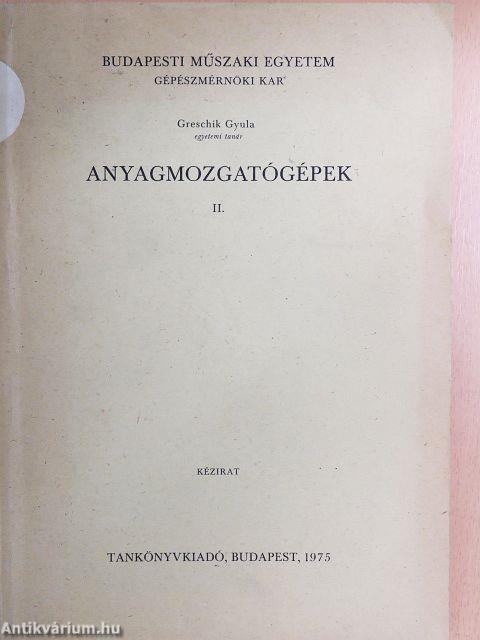 BUDAPESTI MŰSZAKI EGYETEM
GÉPÉSZMÉRNÖKI KAR
Greschik Gyula
egyetemi tanár
ANYAGMOZGATÓGÉPEK
II.
KÉZIRAT
TANKÖNYVKIADÓ, BUDAPEST, 1975
Antikvárium.hu